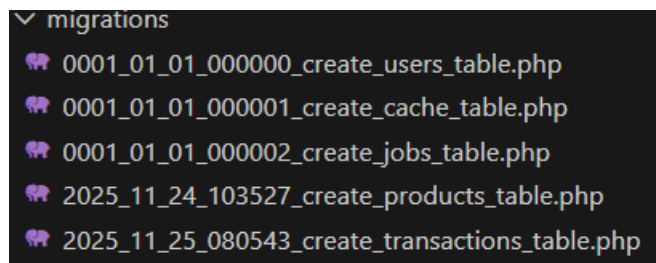 migrations
0001_01_01_000000_create_users_table.php
0001_01_01_000001_create_cache_table.php
0001_01_01_000002_create_jobs_table.php
2025_11_24_103527_create_products_table.php
2025_11_25_080543_create_transactions_table.php